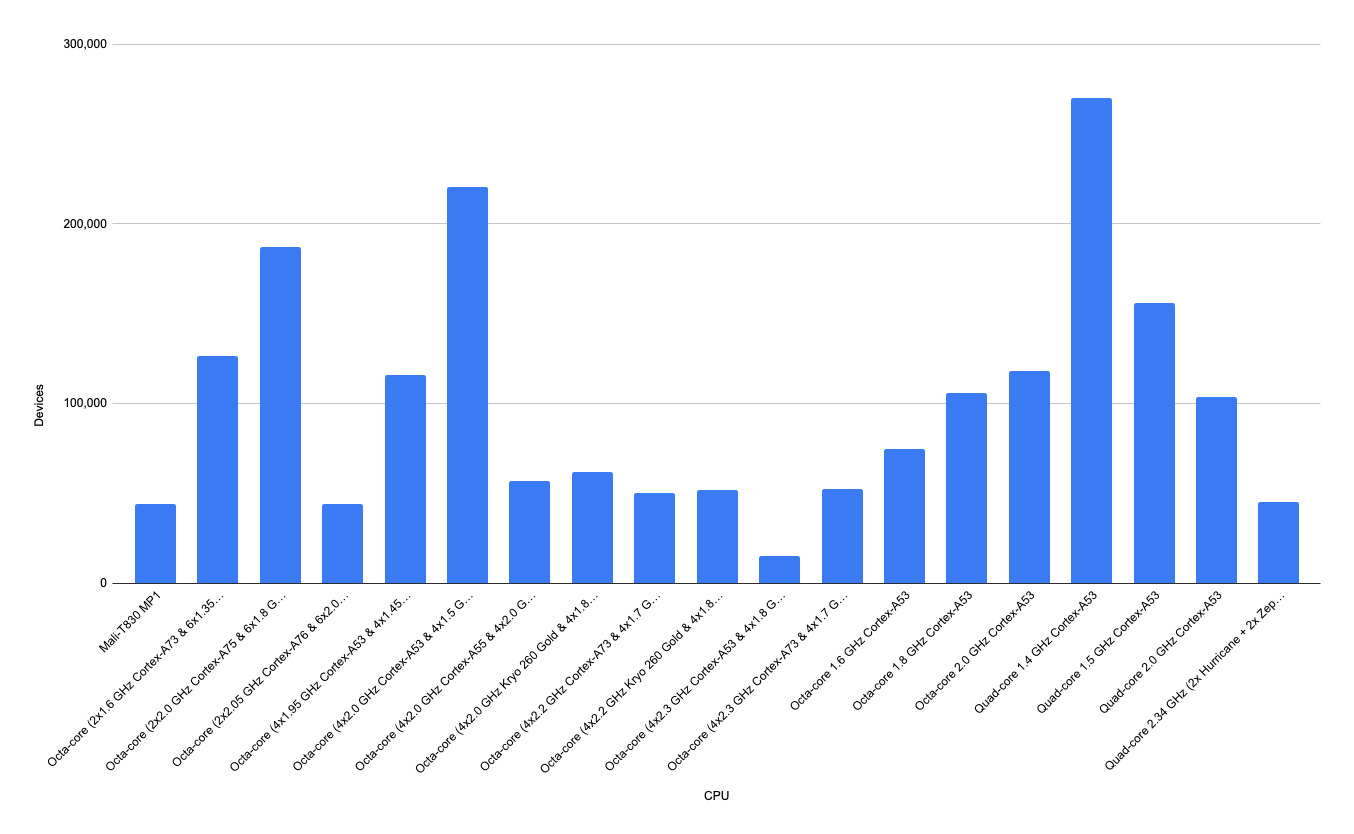 300,000
200,000
100,000
0
Devices
Mali-T830 MP1
Octa-core (2x1.6 GHz Cortex-A73 & 6x1.35…
Octa-core (2x2.0 GHz Cortex-A75 & 6x1.8 G…
Octa-core (2x2.05 GHz Cortex-A76 & 6x2.0…
Octa-core (4x1.95 GHz Cortex-A53 & 4x1.45…
Octa-core (4x2.0 GHz Cortex-A53 & 4x1.5 G…
Octa-core (4x2.0 GHz Cortex-A55 & 4x2.0 G…
Octa-core (4x2.0 GHz Kryo 260 Gold & 4x1.8…
Octa-core (4x2.2 GHz Cortex-A73 & 4x1.7 G…
Octa-core (4x2.2 GHz Kryo 260 Gold & 4x1.8…
Octa-core (4x2.3 GHz Cortex-A53 & 4x1.8 G…
Octa-core (4x2.3 GHz Cortex-A73 & 4x1.7 G…
Octa-core 1.6 GHz Cortex-A53
Octa-core 1.8 GHz Cortex-A53
Octa-core 2.0 GHz Cortex-A53
Quad-core 1.4 GHz Cortex-A53
Quad-core 1.5 GHz Cortex-A53
Quad-core 2.0 GHz Cortex-A53
Quad-core 2.34 GHz (2x Hurricane + 2x Zep…
CPU